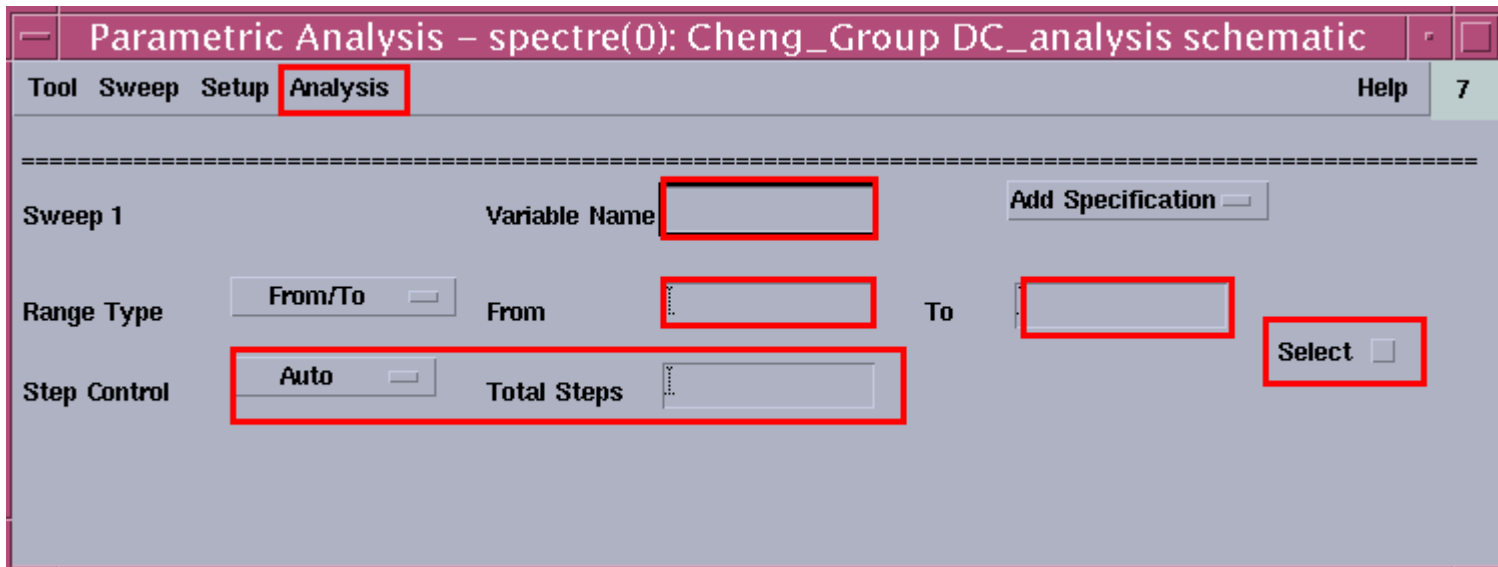 Parametric Analysis – spectre(0): Cheng_Group DC_analysis schematic
Tool Sweep Setup Analysis Help 7
Sweep 1 Variable Name Add Specification
Range Type From/To From To
Select
Step Control Auto Total Steps